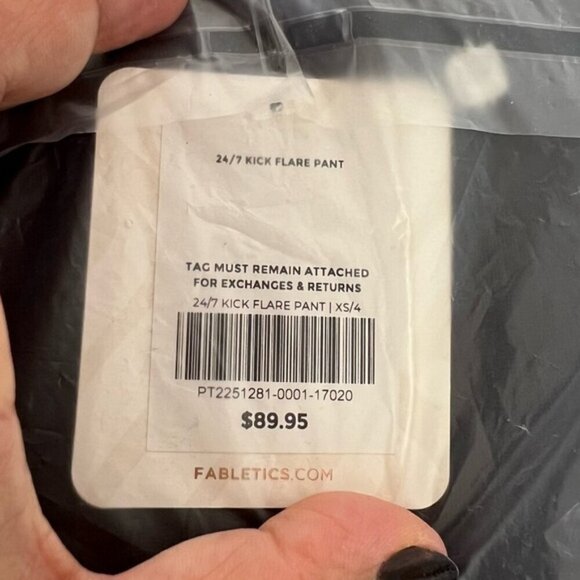 24/7 KICK FLARE PANT
TAG MUST REMAIN ATTACHED
FOR EXCHANGES & RETURNS
24/7 KICK FLARE PANT | XS/4
PT2251281-0001-17020
$89.95
FABLETICS.COM